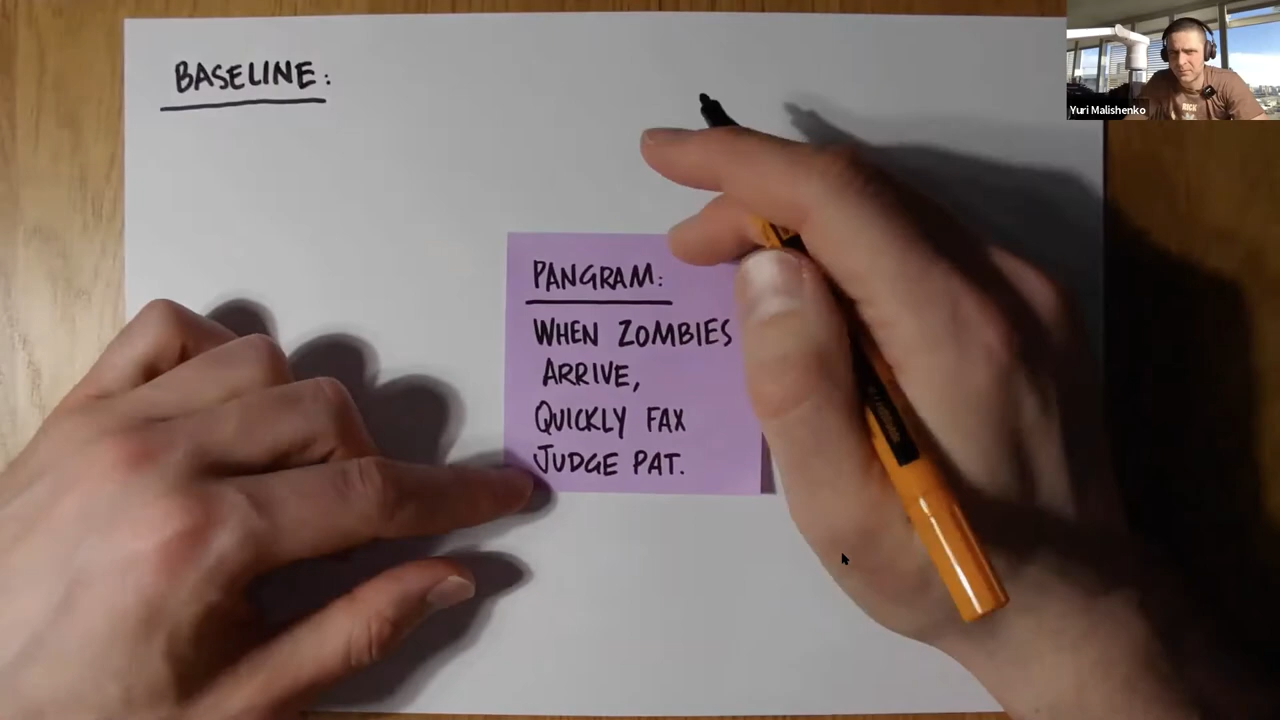 BASELINE:
Yuri Malishenko
PANGRAM:
WHEN ZOMBIES
ARRIVE,
QUICKLY FAX
JUDGE PAT.